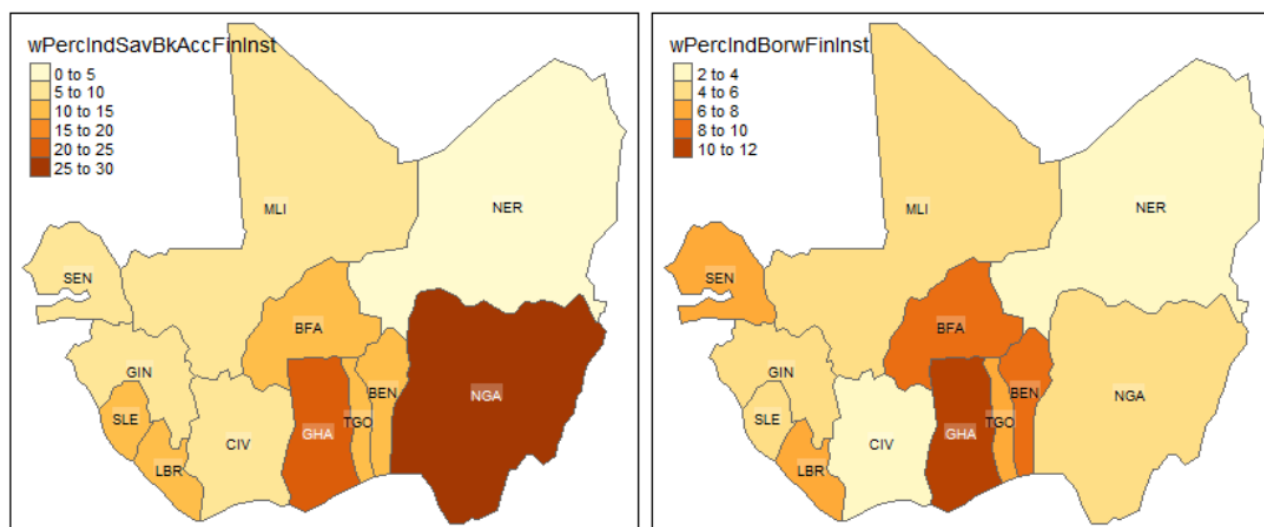 wPercIndSavBkAccFinInst
0 to 5
5 to 10
10 to 15
15 to 20
20 to 25
25 to 30
MLI
NER
SEN
BFA
GIN
BEN
NGA
SLE
TGO
GHA
CIV
LBR
wPercIndBorwFinInst
2 to 4
4 to 6
6 to 8
8 to 10
10 to 12
MLI
NER
SEN
BFA
GIN
BEN
NGA
SLE
TGO
GHA
CIV
LBR